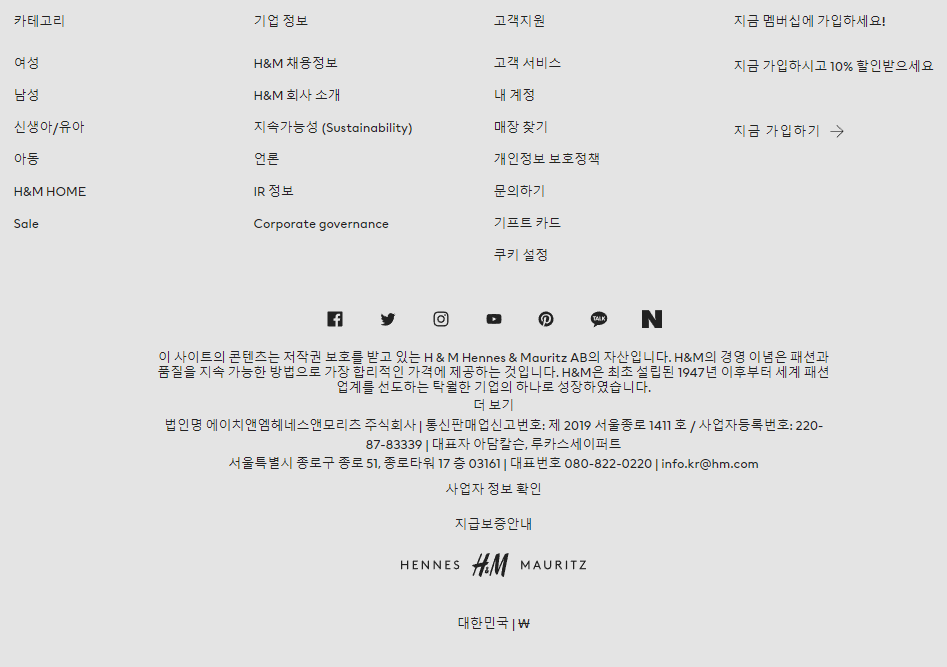 카테고리
여성
남성
신생아/유아
아동
H&M HOME
Sale
기업 정보
H&M 채용정보
H&M 회사 소개
지속가능성 (Sustainability)
언론
IR 정보
Corporate governance
고객지원
고객 서비스
내 계정
매장 찾기
개인정보 보호정책
문의하기
기프트 카드
쿠키 설정
지금 멤버십에 가입하세요!
지금 가입하시고 10% 할인받으세요
지금 가입하기 →
TALK
N
이 사이트의 콘텐츠는 저작권 보호를 받고 있는 H & M Hennes & Mauritz AB의 자산입니다. H&M의 경영 이념은 패션과
품질을 지속 가능한 방법으로 가장 합리적인 가격에 제공하는 것입니다. H&M은 최초 설립된 1947년 이후부터 세계 패션
업계를 선도하는 탁월한 기업의 하나로 성장하였습니다.
더 보기
법인명 에이치앤엠헤네스앤모리츠 주식회사 | 통신판매업신고번호: 제 2019 서울종로 1411 호 / 사업자등록번호: 220-
87-83339 | 대표자 아담칼슨, 루카스세이퍼트
서울특별시 종로구 종로 51, 종로타워 17 층 03161 | 대표번호 080-822-0220 | info.kr@hm.com
사업자 정보 확인
지급보증안내
HENNES H&M MAURITZ
대한민국 | ₩